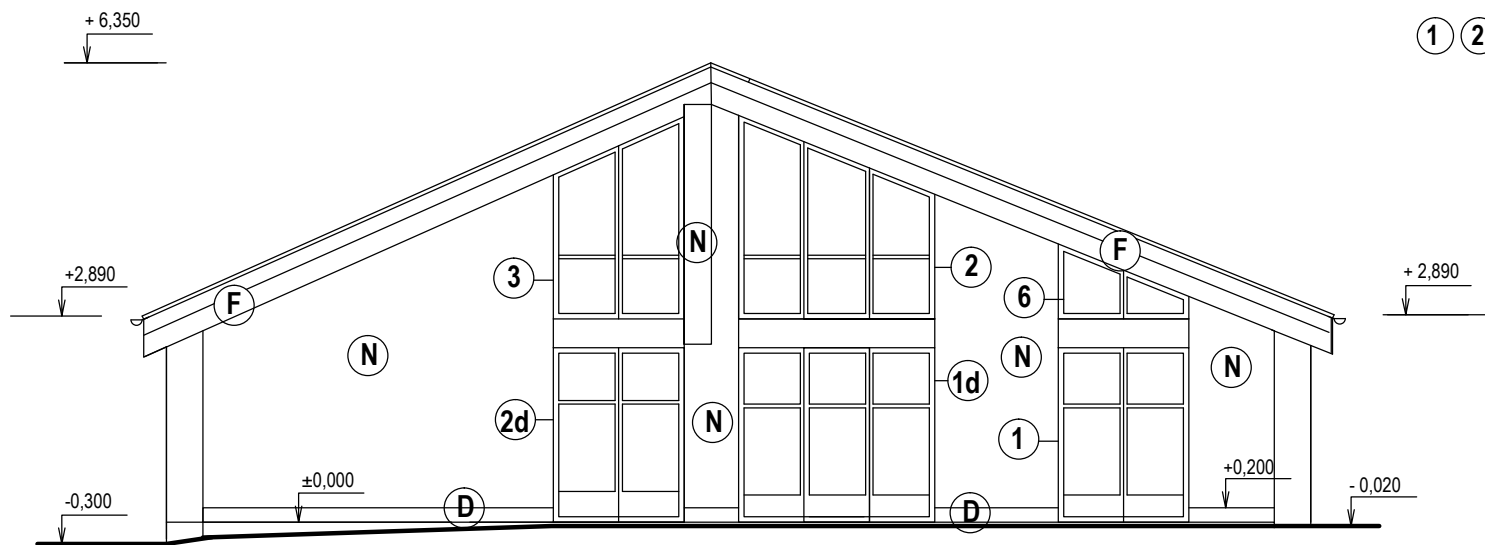 + 6,350
1 2
N
3
2
F
+2,890
6
+ 2,890
F
N
N
N
1d
2d
N
1
±0,000
+0,200
-0,300
D
D
- 0,020